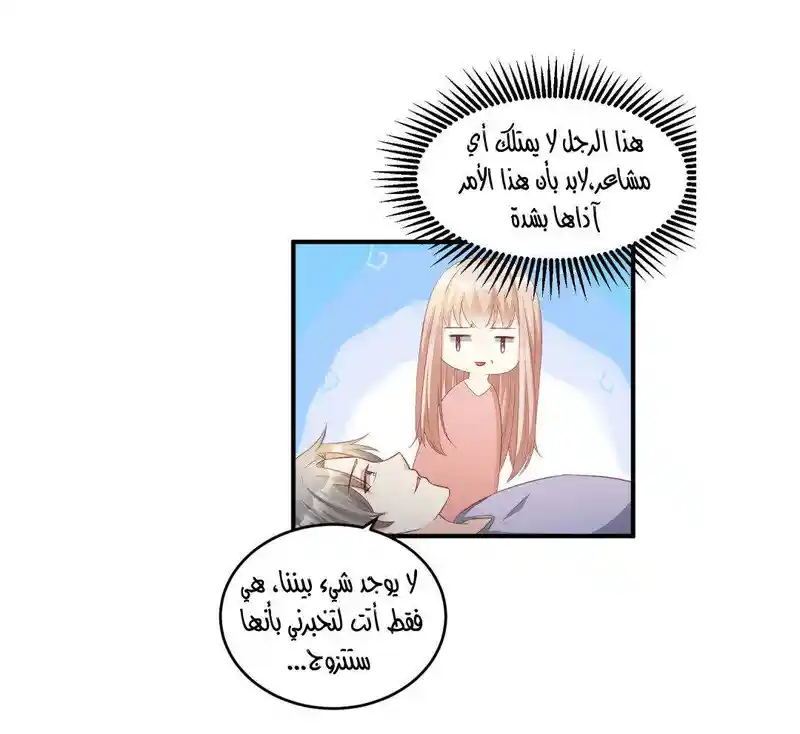 هذا الرجل لا يمتلك أي
مشاعر،لابد بأن هذا الأمر
آذاها بشدة
لا يوجد شيء بيننا، هي
فقط أتت لتخبرني بأنها
ستتزوج...